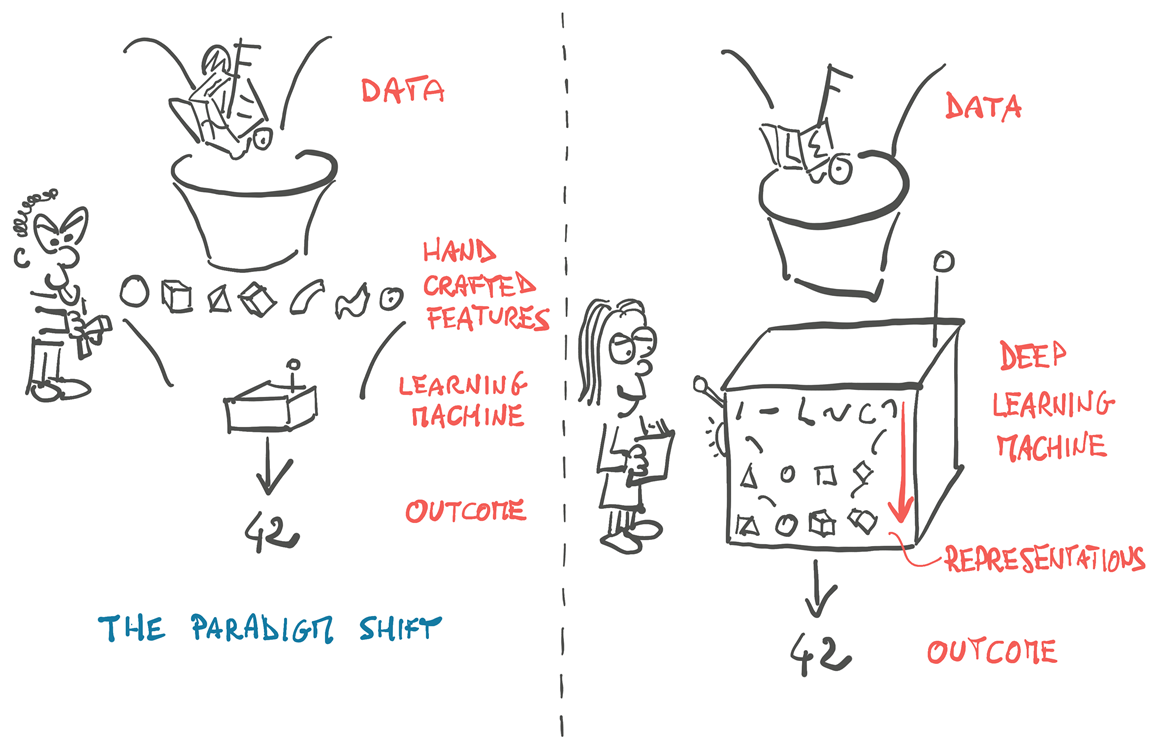 DATA
HAND
CRAFTED
FEATURES
LEARNING
MACHINE
42
OUTCOME
THE PARADIGM SHIFT
DATA
DEEP
LEARNING
MACHINE
REPRESENTATIONS
42
OUTCOME